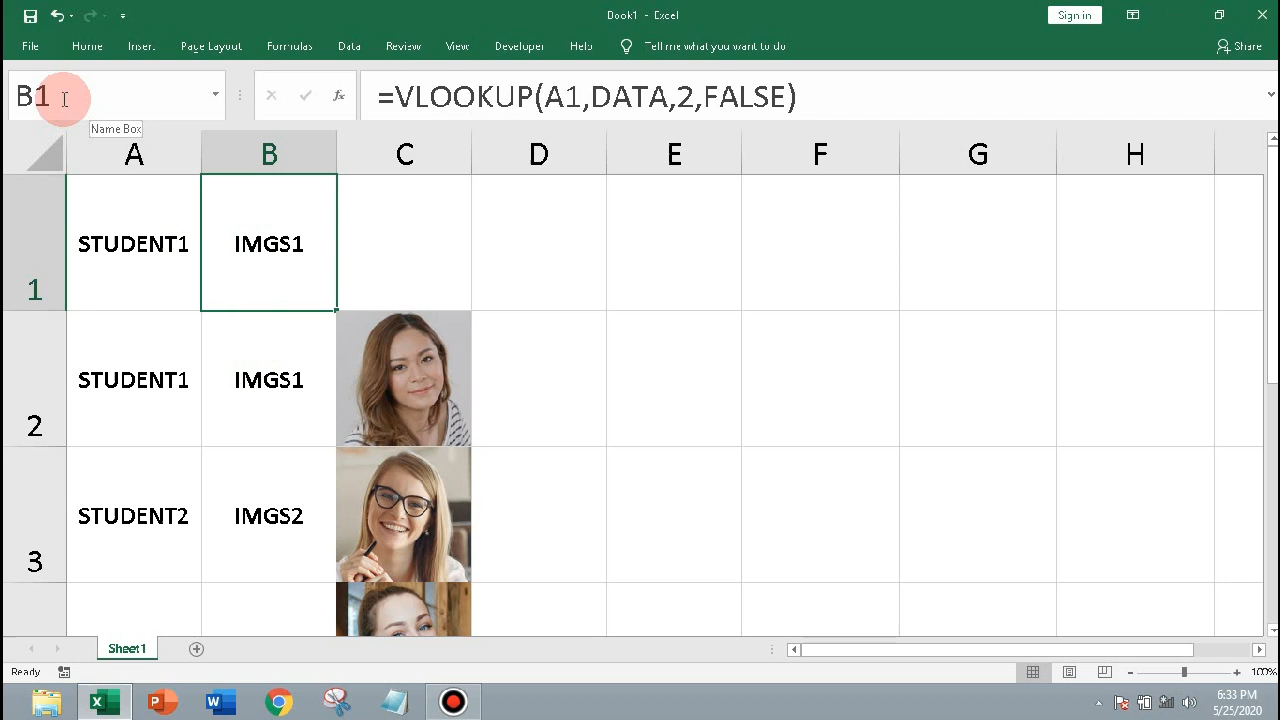 Book1 - Excel
Sign in
File Home Insert Page Layout Formulas Data Review View Developer Help Tell me what you want to do Share
B1 fx =VLOOKUP(A1,DATA,2,FALSE)
Name Box
A B C D E F G H
1 STUDENT1 IMGS1
2 STUDENT1 IMGS1
3 STUDENT2 IMGS2
Sheet1
Ready 100%
6:33 PM
5/25/2020